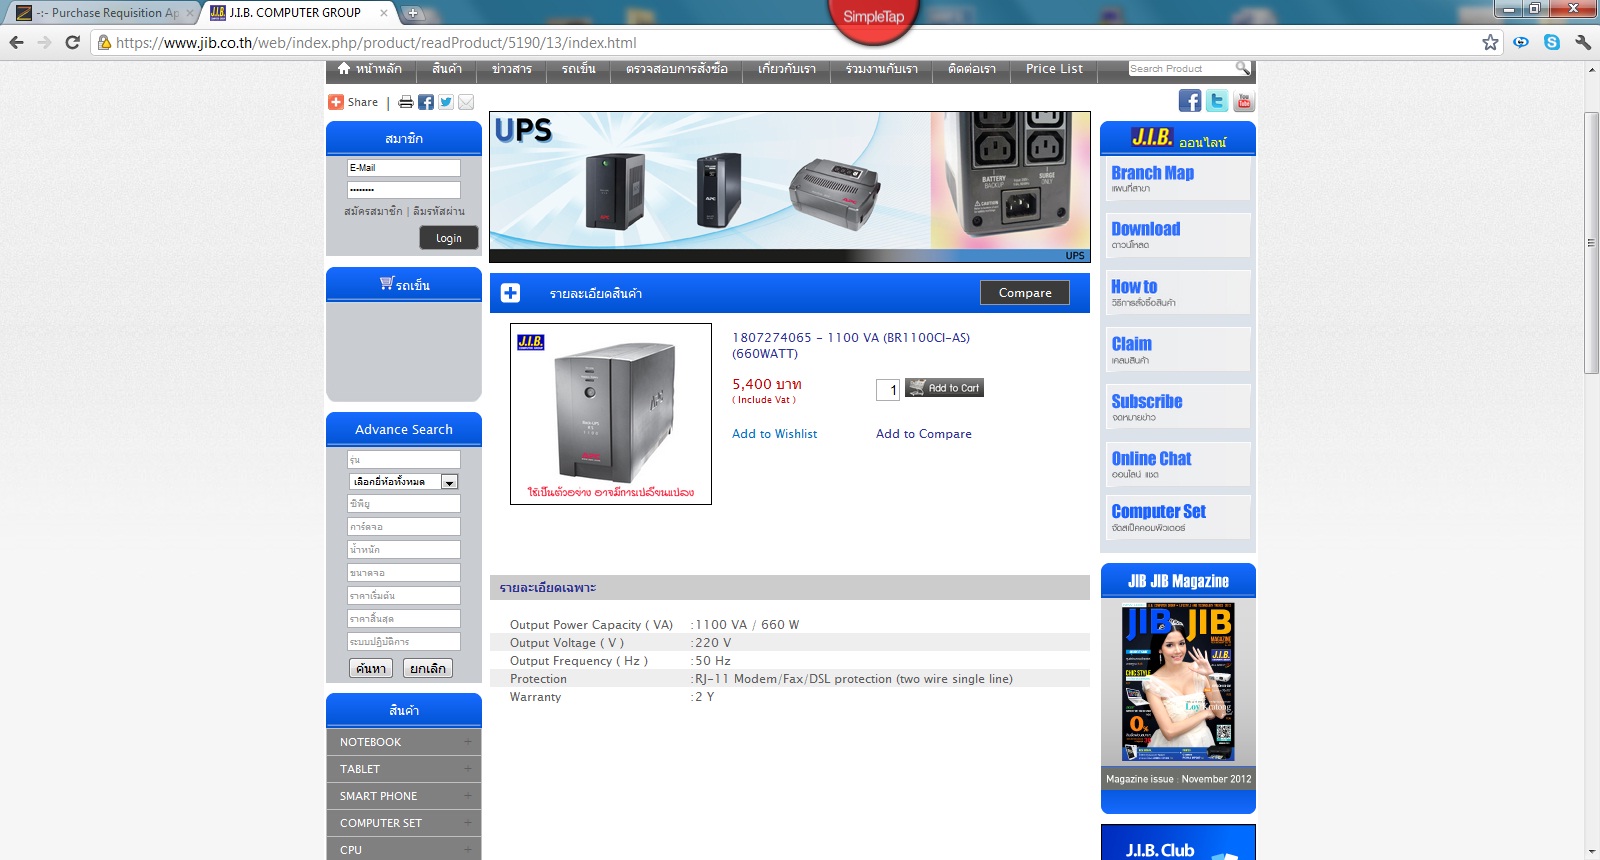 -:- Purchase Requisition Ap
J.I.B. COMPUTER GROUP
SimpleTap
https://www.jib.co.th/web/index.php/product/readProduct/5190/13/index.html
หน้าหลัก
สินค้า
ข่าวสาร
รถเข็น
ตรวจสอบการสั่งซื้อ
เกี่ยวกับเรา
ร่วมงานกับเรา
ติดต่อเรา
Price List
Search Product
Share |
You
Tube
สมาชิก
E-Mail
••••••••
สมัครสมาชิก | ลืมรหัสผ่าน
Login
รถเข็น
Advance Search
รุ่น
เลือกยี่ห้อทั้งหมด
ซีพียู
การ์ดจอ
น้ำหนัก
ขนาดจอ
ราคาเริ่มต้น
ราคาสิ้นสุด
ระบบปฏิบัติการ
ค้นหา
ยกเลิก
สินค้า
NOTEBOOK +
TABLET +
SMART PHONE +
COMPUTER SET +
CPU +
UPS
BATTERY
BACKUP
SURGE
ONLY
CAUTION
UPS
รายละเอียดสินค้า
Compare
J.I.B.
APC
ใช้เป็นตัวอย่าง อาจมีการเปลี่ยนแปลง
1807274065 - 1100 VA (BR1100CI-AS)
(660WATT)
5,400 บาท
( Include Vat )
1
Add to Cart
Add to Wishlist
Add to Compare
รายละเอียดเฉพาะ
Output Power Capacity ( VA) :1100 VA / 660 W
Output Voltage ( V ) :220 V
Output Frequency ( Hz ) :50 Hz
Protection :RJ-11 Modem/Fax/DSL protection (two wire single line)
Warranty :2 Y
J.I.B. ออนไลน์
Branch Map
แผนที่สาขา
Download
ดาวน์โหลด
How to
วิธีการสั่งซื้อสินค้า
Claim
เคลมสินค้า
Subscribe
จดหมายข่าว
Online Chat
ออนไลน์ แชต
Computer Set
จัดสเป็คคอมพิวเตอร์
JIB JIB Magazine
JIB JIB
MAGAZINE
J.I.B.
CHIC STYLE
Loy Kratong
0%
Magazine issue : November 2012
J.I.B. Club